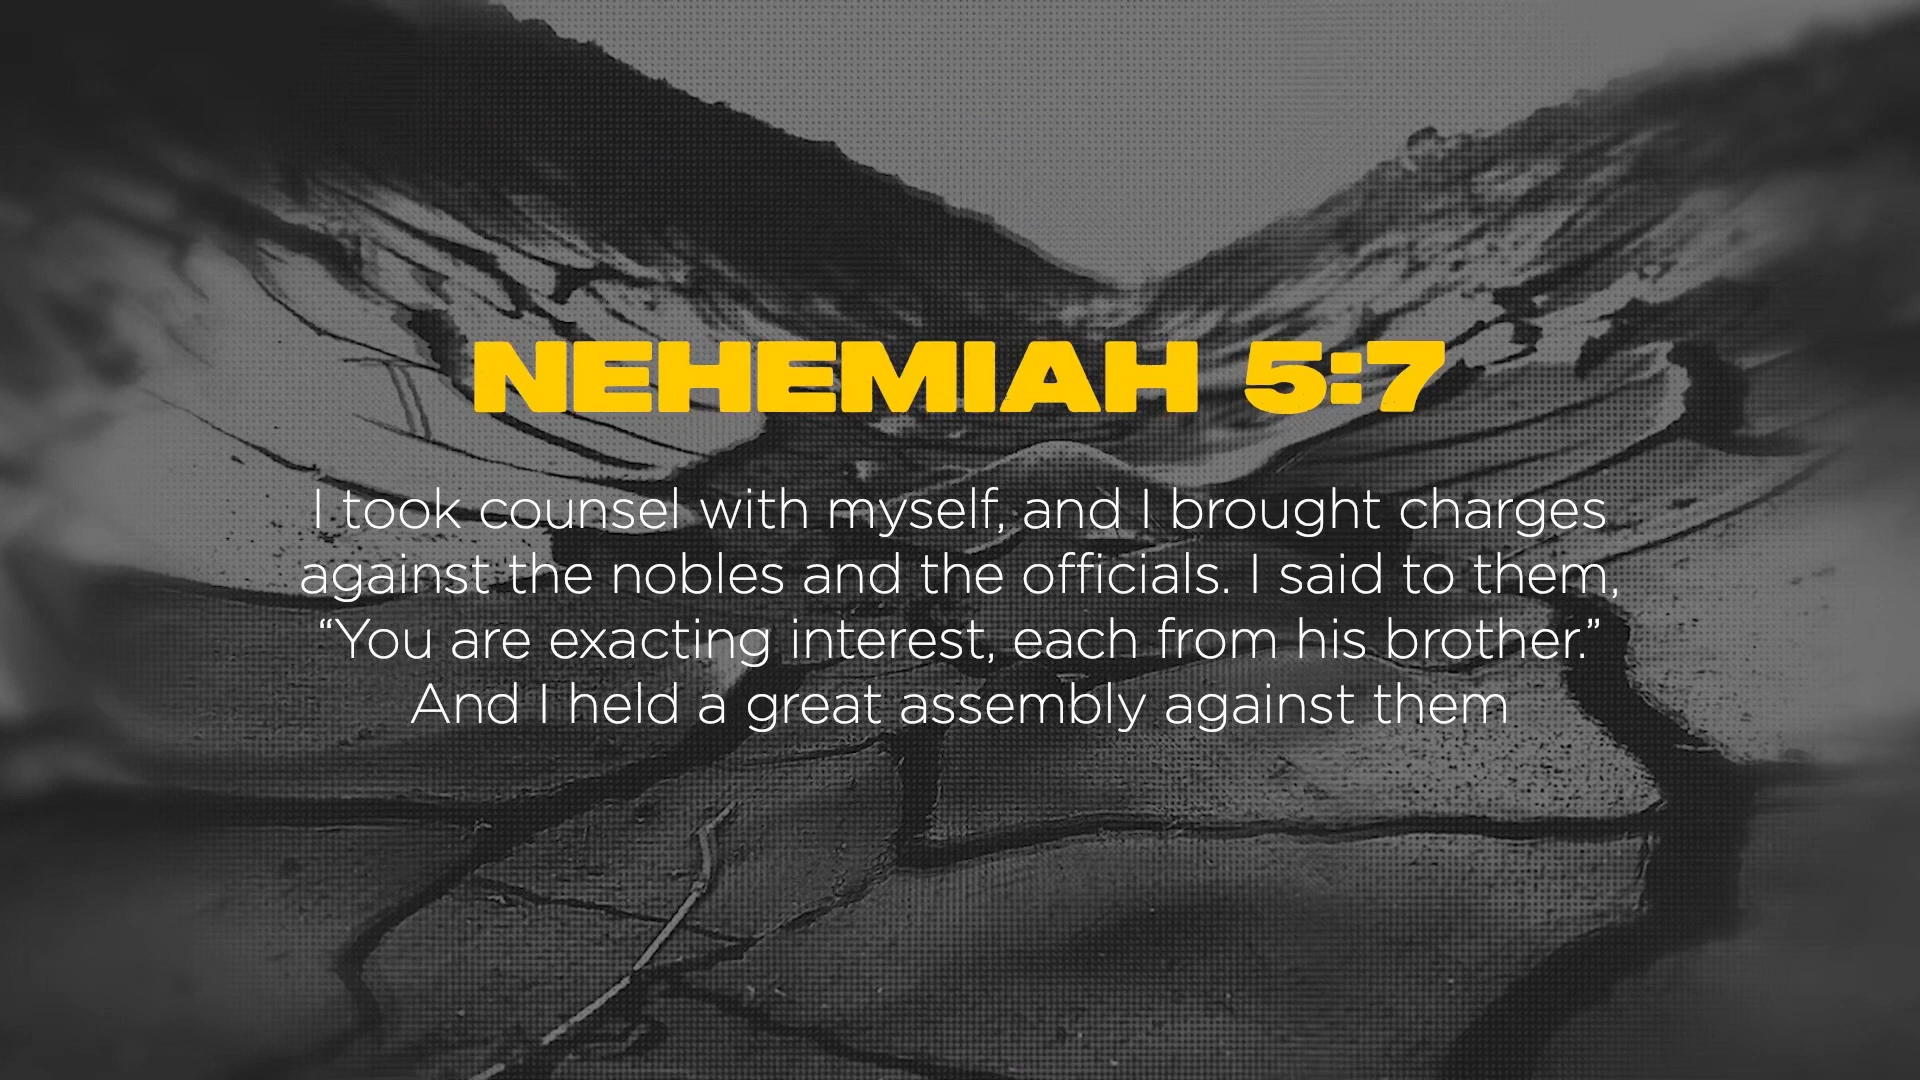 NEHEMIAH 5:7
I took counsel with myself, and I brought charges
against the nobles and the officials. I said to them,
“You are exacting interest, each from his brother.”
And I held a great assembly against them